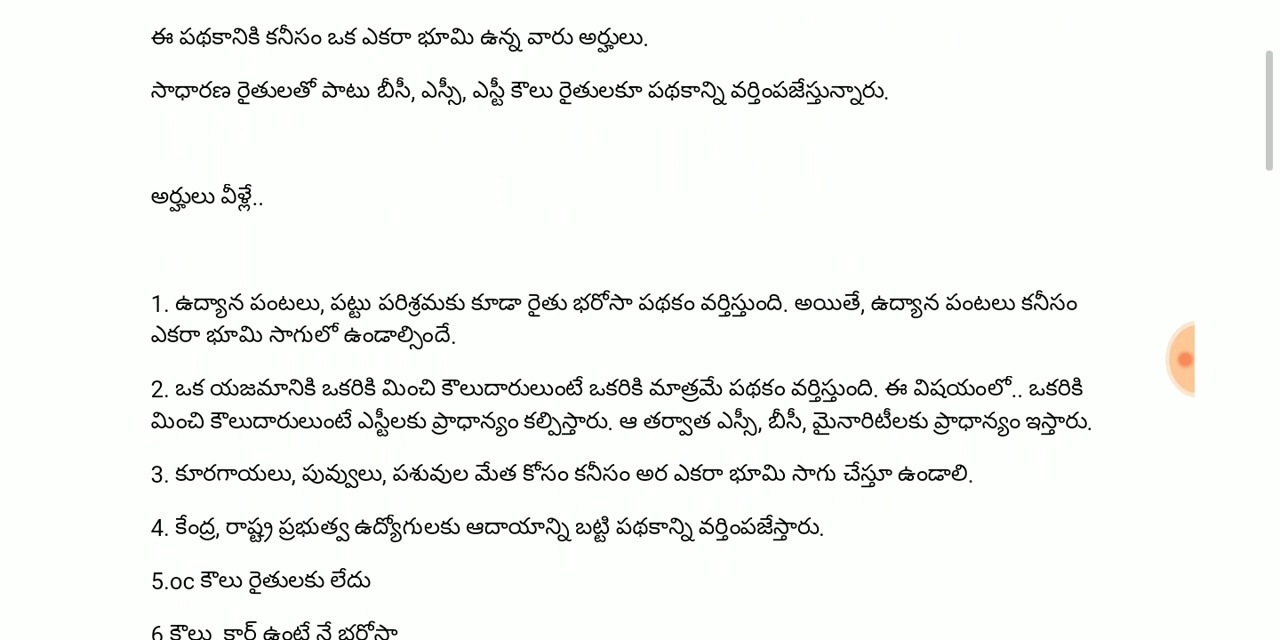 ఈ పథకానికి కనీసం ఒక ఎకరా భూమి ఉన్న వారు అర్హులు.
సాధారణ రైతులతో పాటు బీసీ, ఎస్సీ, ఎస్టీ కౌలు రైతులకూ పథకాన్ని వర్తింపజేస్తున్నారు.
అర్హులు వీళ్లే..
1. ఉద్యాన పంటలు, పట్టు పరిశ్రమకు కూడా రైతు భరోసా పథకం వర్తిస్తుంది. అయితే, ఉద్యాన పంటలు కనీసం
ఎకరా భూమి సాగులో ఉండాల్సిందే.
2. ఒక యజమానికి ఒకరికి మించి కౌలుదారులుంటే ఒకరికి మాత్రమే పథకం వర్తిస్తుంది. ఈ విషయంలో.. ఒకరికి
మించి కౌలుదారులుంటే ఎస్టీలకు ప్రాధాన్యం కల్పిస్తారు. ఆ తర్వాత ఎస్సీ, బీసీ, మైనారిటీలకు ప్రాధాన్యం ఇస్తారు.
3. కూరగాయలు, పువ్వులు, పశువుల మేత కోసం కనీసం అర ఎకరా భూమి సాగు చేస్తూ ఉండాలి.
4. కేంద్ర, రాష్ట్ర ప్రభుత్వ ఉద్యోగులకు ఆదాయాన్ని బట్టి పథకాన్ని వర్తింపజేస్తారు.
5.oc కౌలు రైతులకు లేదు
6 కౌలు కార్డ్ ఉంటే నే భరోసా